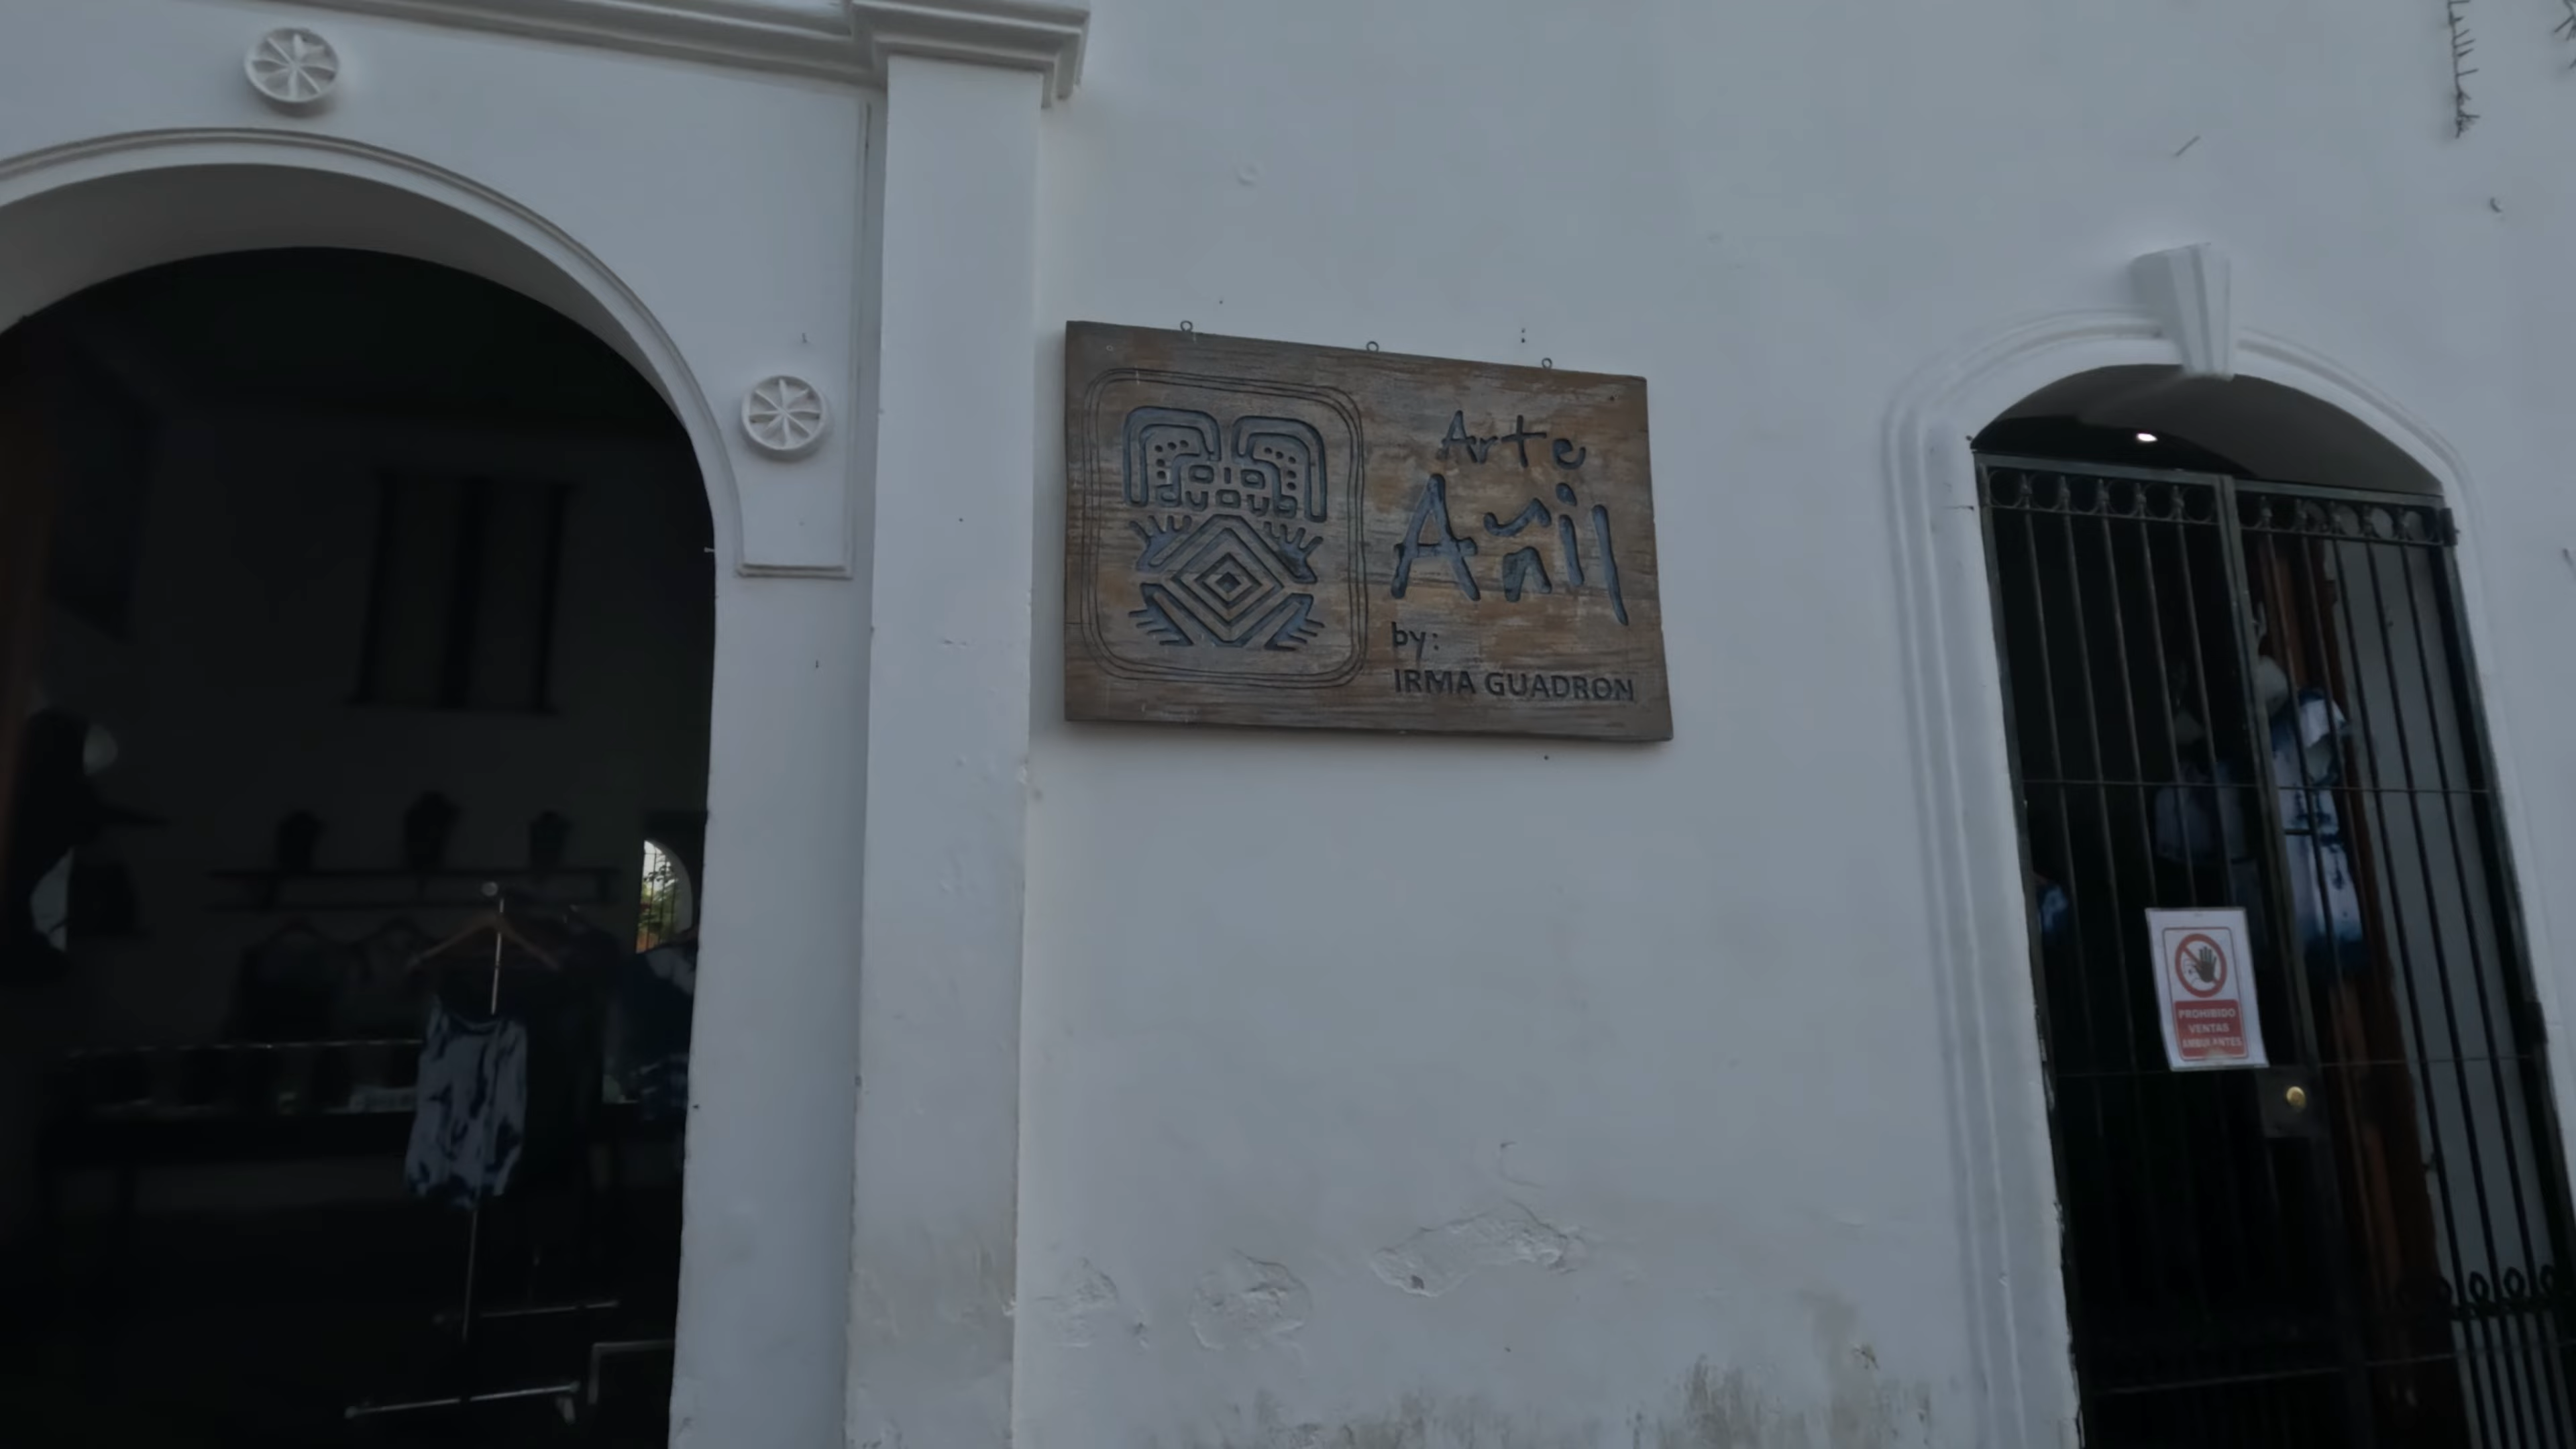 Arte
Añil
by:
IRMA GUADRON
PROHIBIDO
VENTAS
AMBULANTES